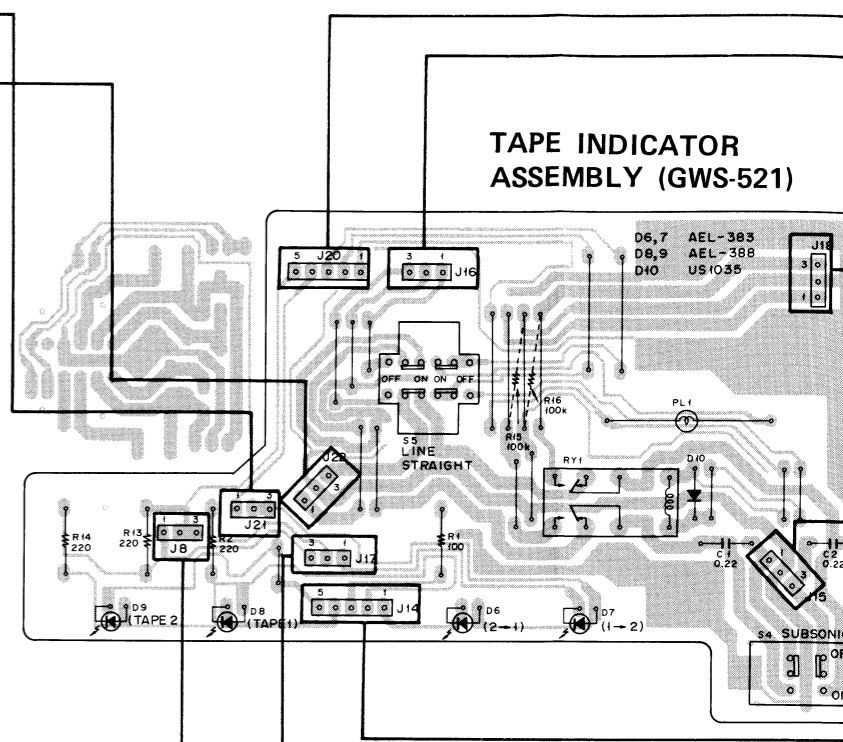 TAPE INDICATOR
ASSEMBLY (GWS-521)
D6,7 AEL-383
D8,9 AEL-388
D10 US1035
J18
3
1
J20
5 1
J16
3 1
OFF ON ON OFF
S5
LINE
STRAIGHT
R16
100k
R15
100k
PL1
RY1
D10
J22
1 3
1 3
J21
1 3
J8
R14
220
R13
220
R2
220
3 1
J17
R1
100
5 1
J14
C1
0.22
C2
0.22
1 3
J15
D9
(TAPE 2
D8
(TAPE1)
D6
(2→1)
D7
(1→2)
S4 SUBSONI
OF
O